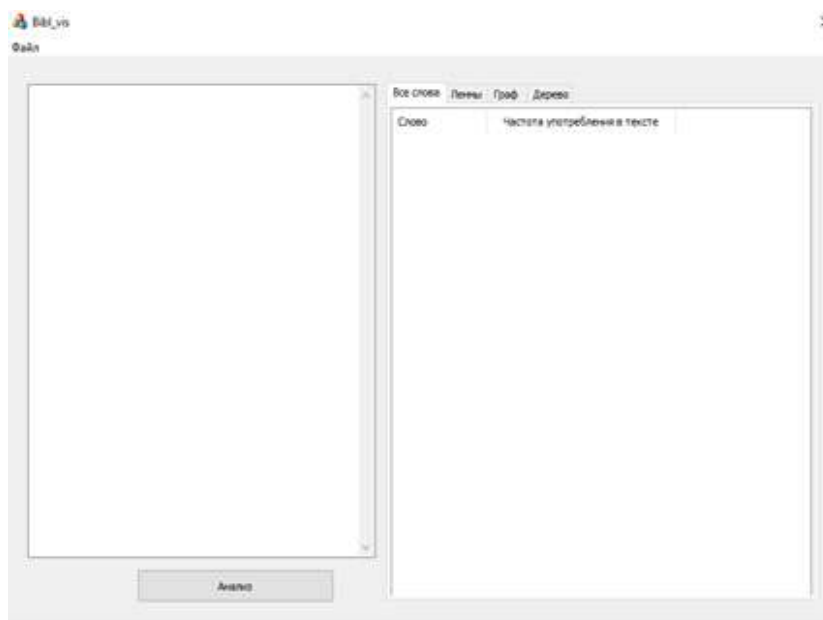 Bibl_vis
Файл
Все слова Леммы Граф Дерево
Слово Частота употребления в тексте
Анализ